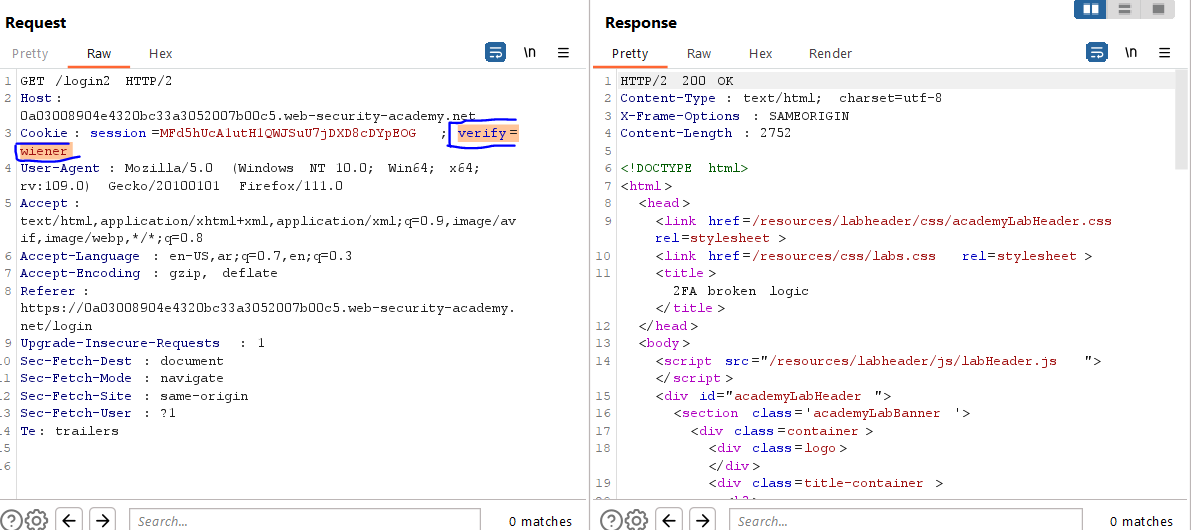 Request
Pretty Raw Hex
\n
1 GET /login2 HTTP/2
2 Host :
0a03008904e4320bc33a3052007b00c5.web-security-academy.net
3 Cookie : session =MFd5hUcA1utH1QWJSuU7jDXD8cDYpEOG ; verify =
wiener
4 User-Agent : Mozilla/5.0 (Windows NT 10.0; Win64; x64;
rv:109.0) Gecko/20100101 Firefox/111.0
5 Accept :
text/html,application/xhtml+xml,application/xml;q=0.9,image/av
if,image/webp,*/*;q=0.8
6 Accept-Language : en-US,ar;q=0.7,en;q=0.3
7 Accept-Encoding : gzip, deflate
8 Referer :
https://0a03008904e4320bc33a3052007b00c5.web-security-academy.
net/login
9 Upgrade-Insecure-Requests : 1
10 Sec-Fetch-Dest : document
11 Sec-Fetch-Mode : navigate
12 Sec-Fetch-Site : same-origin
13 Sec-Fetch-User : ?1
14 Te : trailers
15
16
Search...
0 matches
Response
Pretty Raw Hex Render
\n
1 HTTP/2 200 OK
2 Content-Type : text/html; charset=utf-8
3 X-Frame-Options : SAMEORIGIN
4 Content-Length : 2752
5
6 <!DOCTYPE html>
7 <html >
8 <head >
9 <link href =/resources/labheader/css/academyLabHeader.css
rel =stylesheet >
10 <link href =/resources/css/labs.css rel =stylesheet >
11 <title >
2FA broken logic
</title >
12 </head >
13 <body >
14 <script src ="/resources/labheader/js/labHeader.js ">
</script >
15 <div id ="academyLabHeader ">
16 <section class ='academyLabBanner '>
17 <div class =container >
18 <div class =logo >
</div >
19 <div class =title-container >
Search...
0 matches